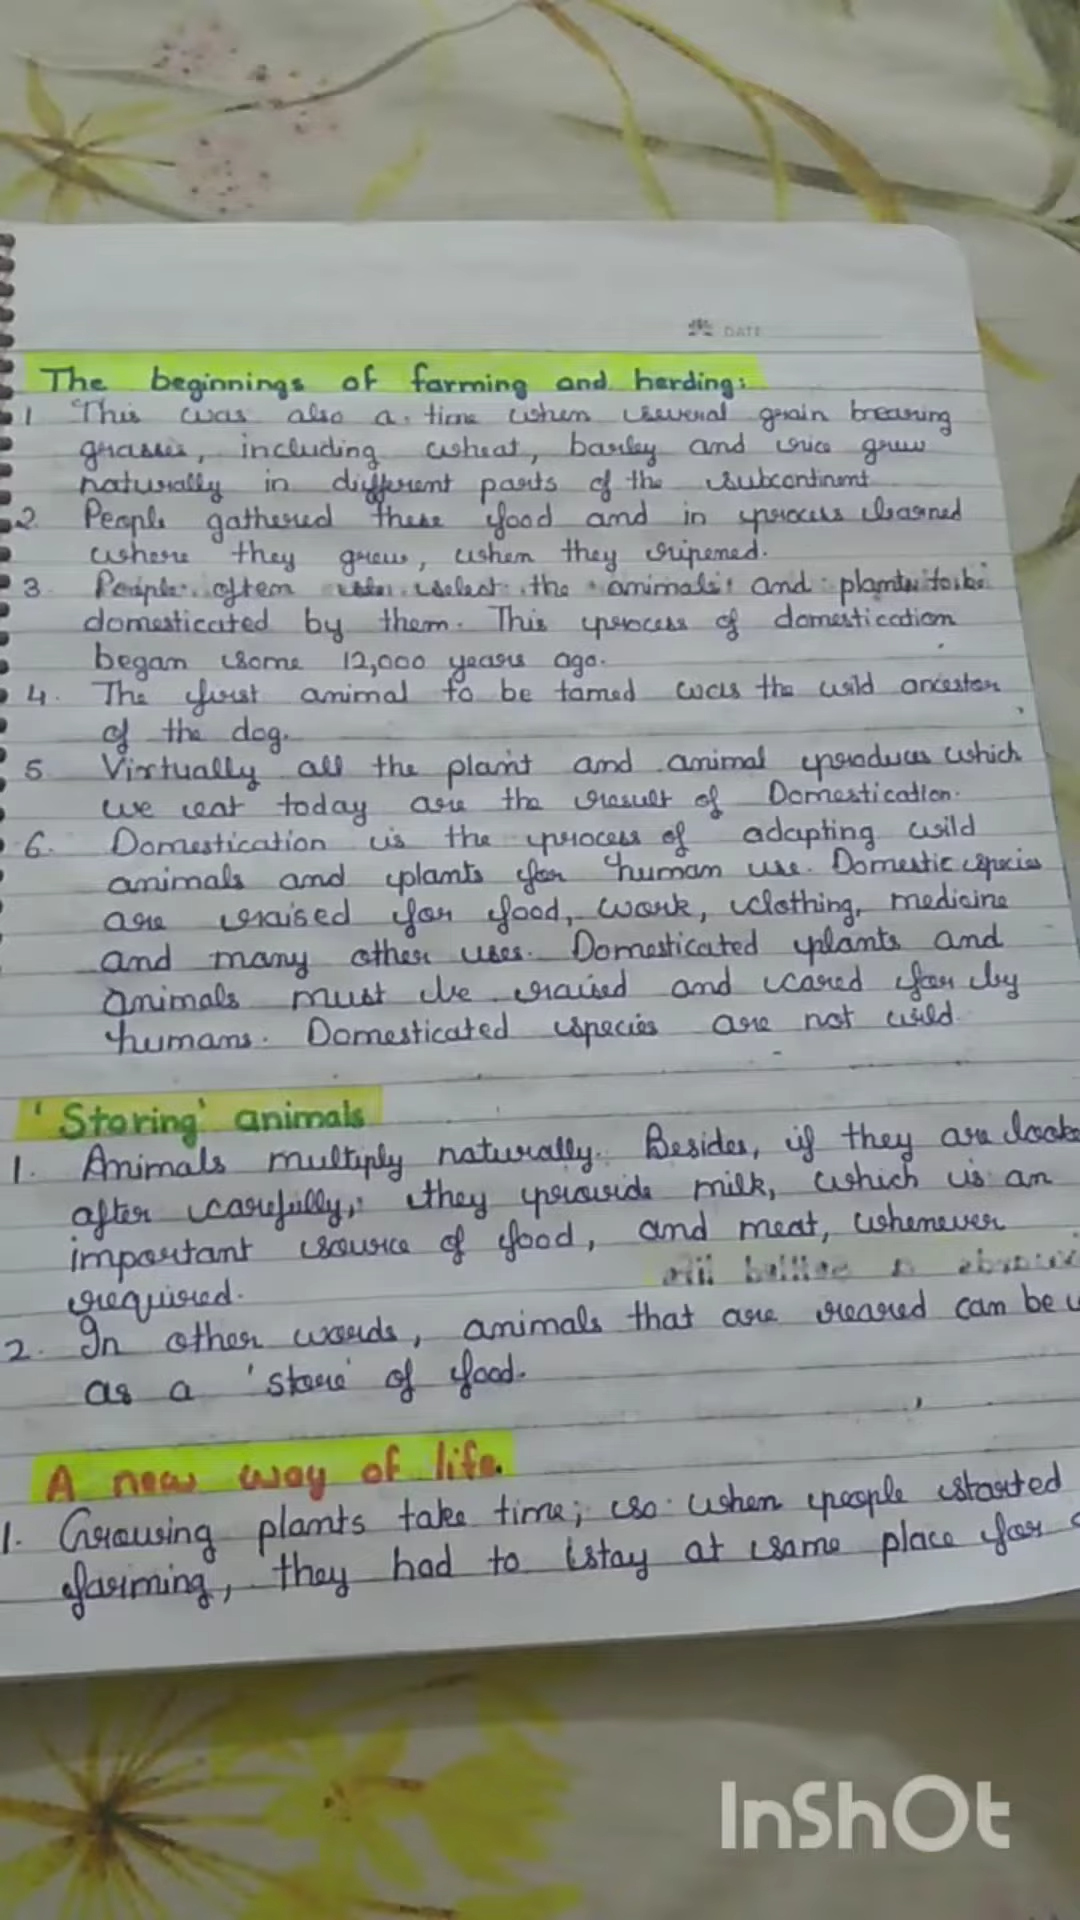 DATE
The beginnings of farming and herding:
1 This was also a time when several grain brearing
grasses, including wheat, barley and rice grew
naturally in different parts of the subcontinent
2 People gathered these food and in process learned
where they grew, when they ripened.
3. People often select the animals and plants to be
domesticated by them. This process of domestication
began some 12,000 years ago.
4. The first animal to be tamed was the wild ancestor
of the dog.
5 Virtually all the plant and animal produces which
we eat today are the result of Domestication.
6. Domestication is the process of adapting wild
animals and plants for human use. Domestic species
are raised for food, work, clothing, medicine
and many other uses. Domesticated plants and
animals must be raised and cared for by
humans. Domesticated species are not wild.
'Storing' animals
1. Animals multiply naturally. Besides, if they are looke
after carefully, they provide milk, which is an
important source of food, and meat, whenever
required.
2. In other words, animals that are reared can be u
as a 'store' of food.
A new way of life.
1. Growing plants take time; so when people started
farming, they had to stay at same place for
InShOt